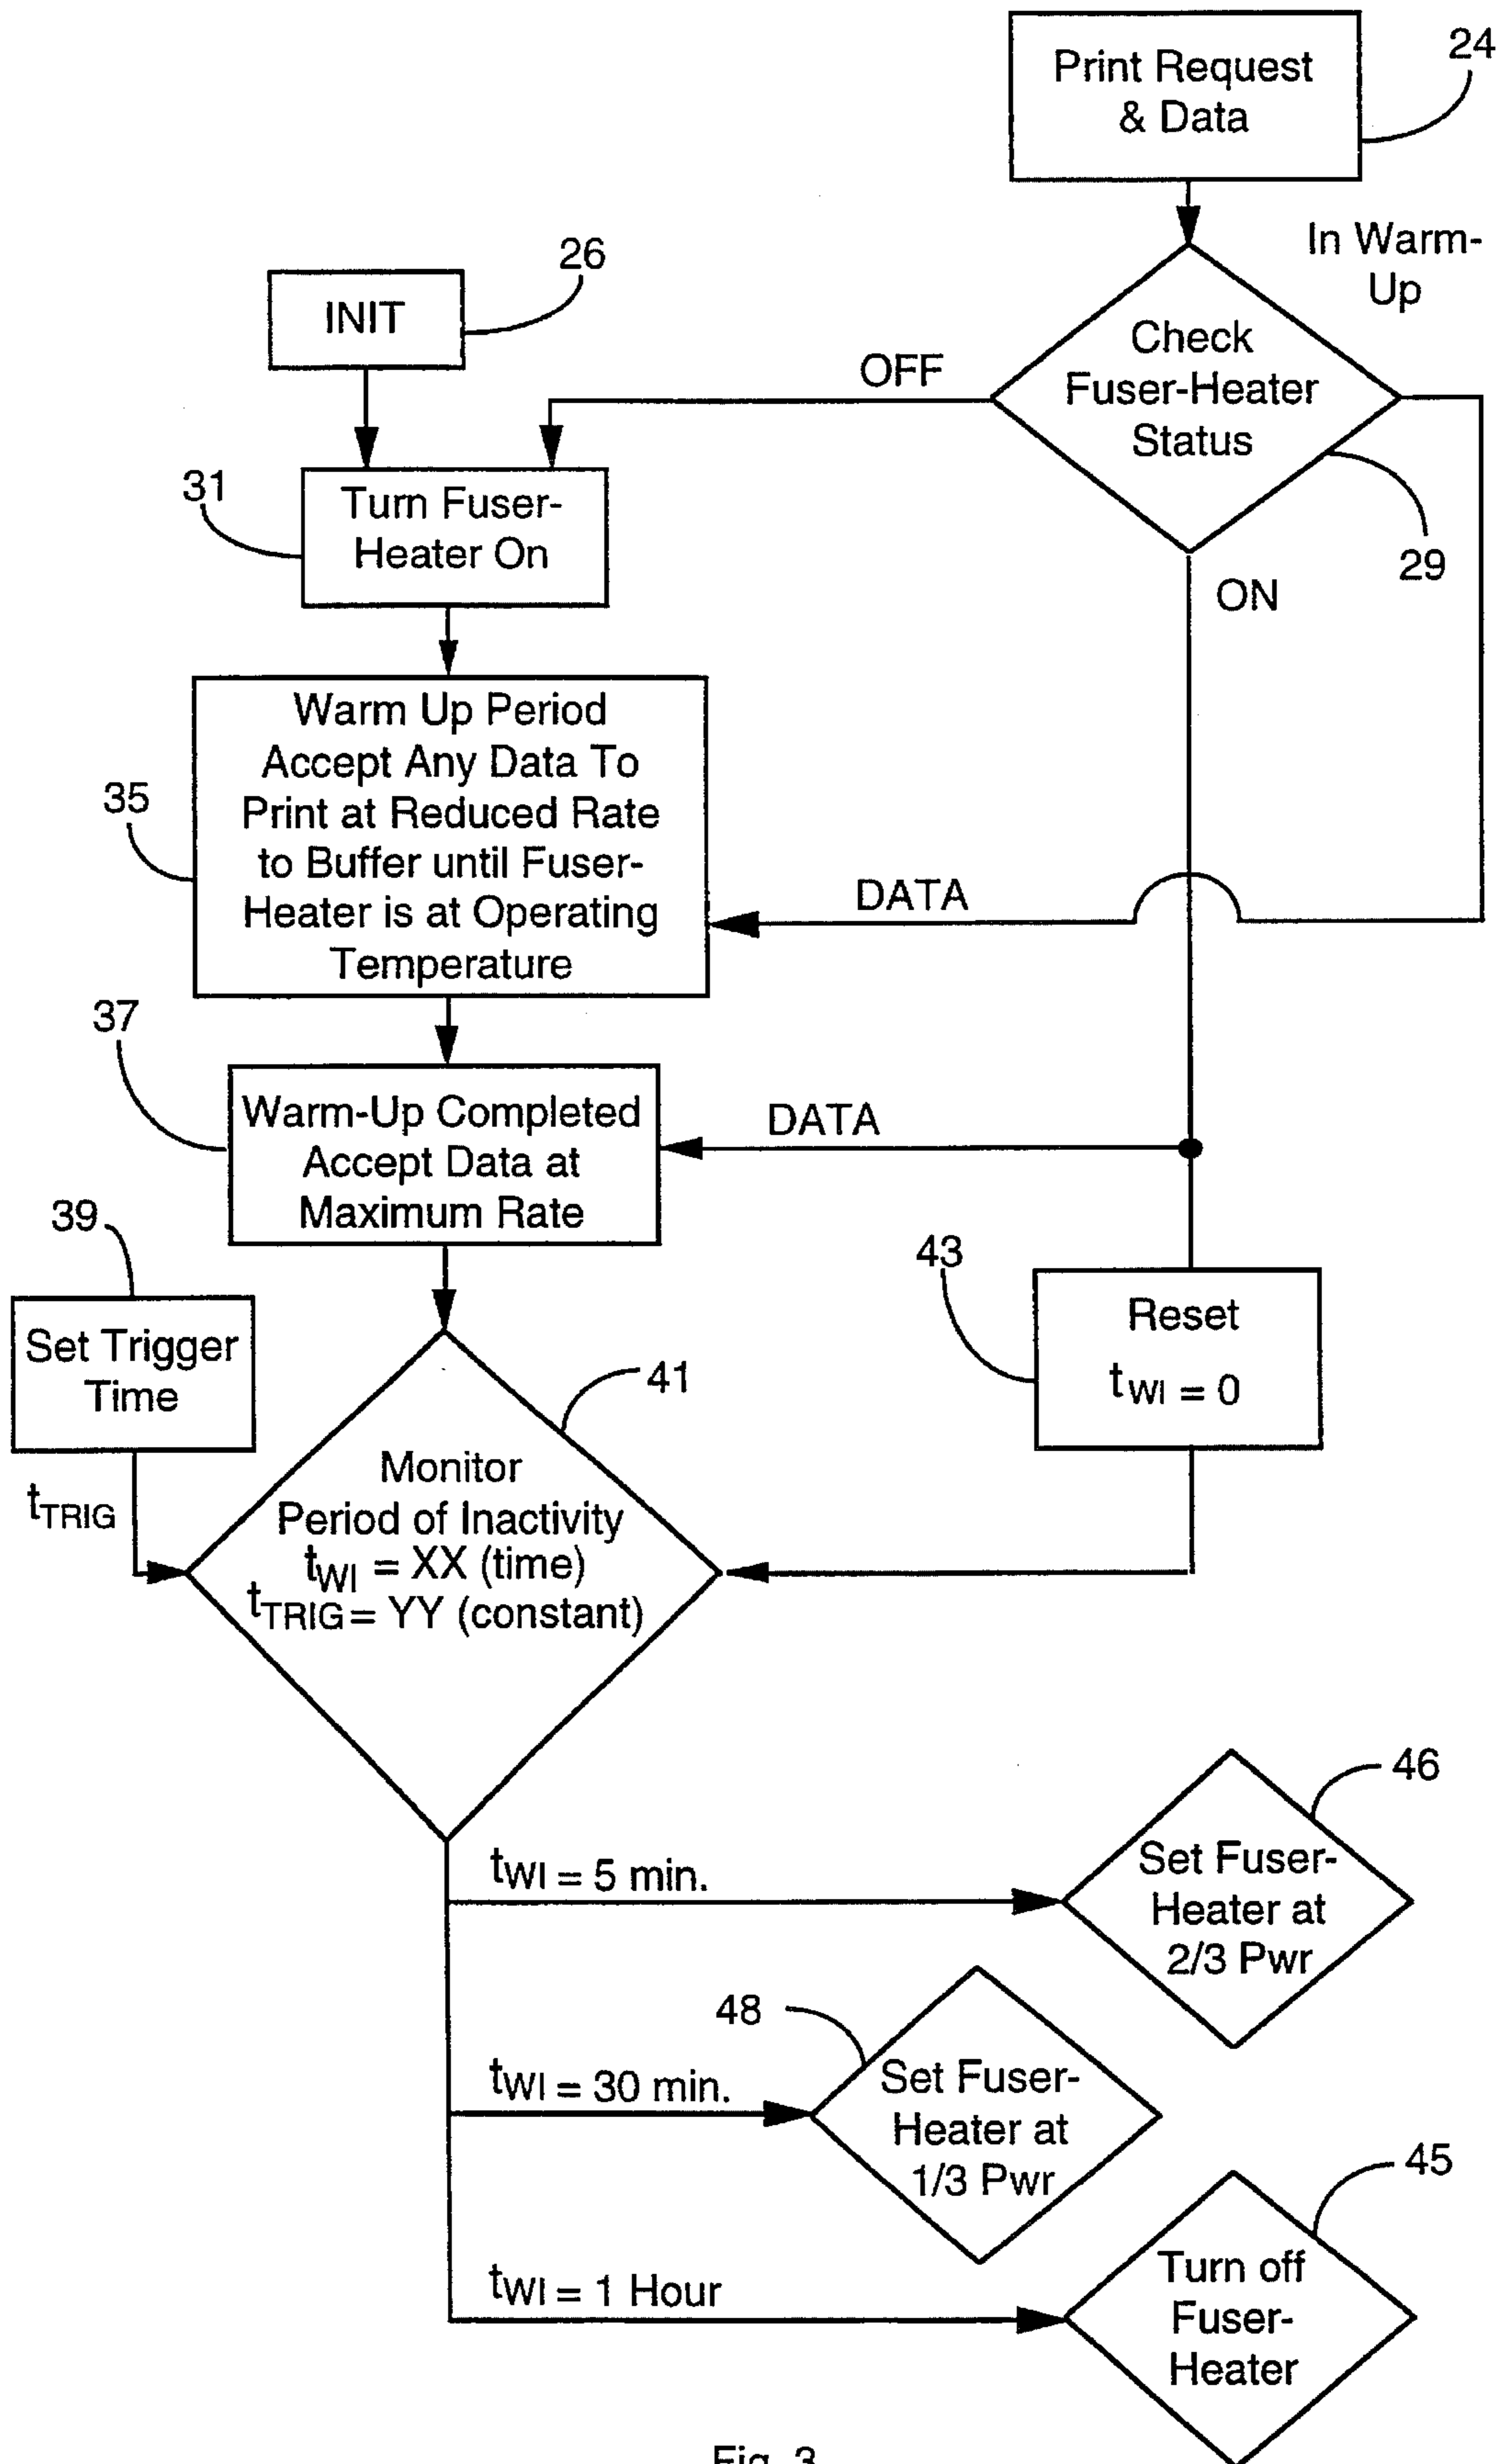 Print Request
& Data
24
In Warm-
Up
26
INIT
Check
Fuser-Heater
Status
OFF
29
ON
31
Turn Fuser-
Heater On
Warm Up Period
Accept Any Data To
Print at Reduced Rate
to Buffer until Fuser-
Heater is at Operating
Temperature
35
DATA
37
Warm-Up Completed
Accept Data at
Maximum Rate
DATA
39
Set Trigger
Time
43
Reset
tWI = 0
41
tTRIG
Monitor
Period of Inactivity
tWI = XX (time)
tTRIG = YY (constant)
46
tWI = 5 min.
Set Fuser-
Heater at
2/3 Pwr
48
tWI = 30 min.
Set Fuser-
Heater at
1/3 Pwr
45
tWI = 1 Hour
Turn off
Fuser-
Heater
Fig. 3